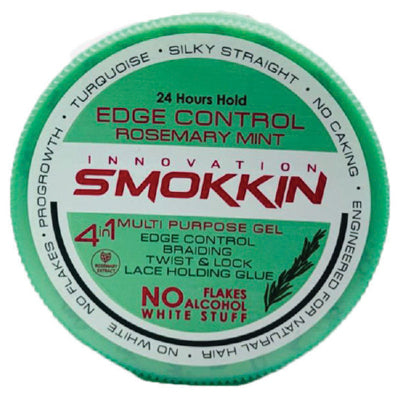 NO WHITE • NO FLAKES • PROGROWTH • TURQUOISE • SILKY STRAIGHT • NO CAKING • ENGINEERED FOR NATURAL HAIR •
24 Hours Hold
EDGE CONTROL
ROSEMARY MINT
INNOVATION
SMOKKIN
4in1
MULTI PURPOSE GEL
EDGE CONTROL
BRAIDING
TWIST & LOCK
LACE HOLDING GLUE
ROSEMARY
EXTRACT
NO FLAKES
ALCOHOL
WHITE STUFF